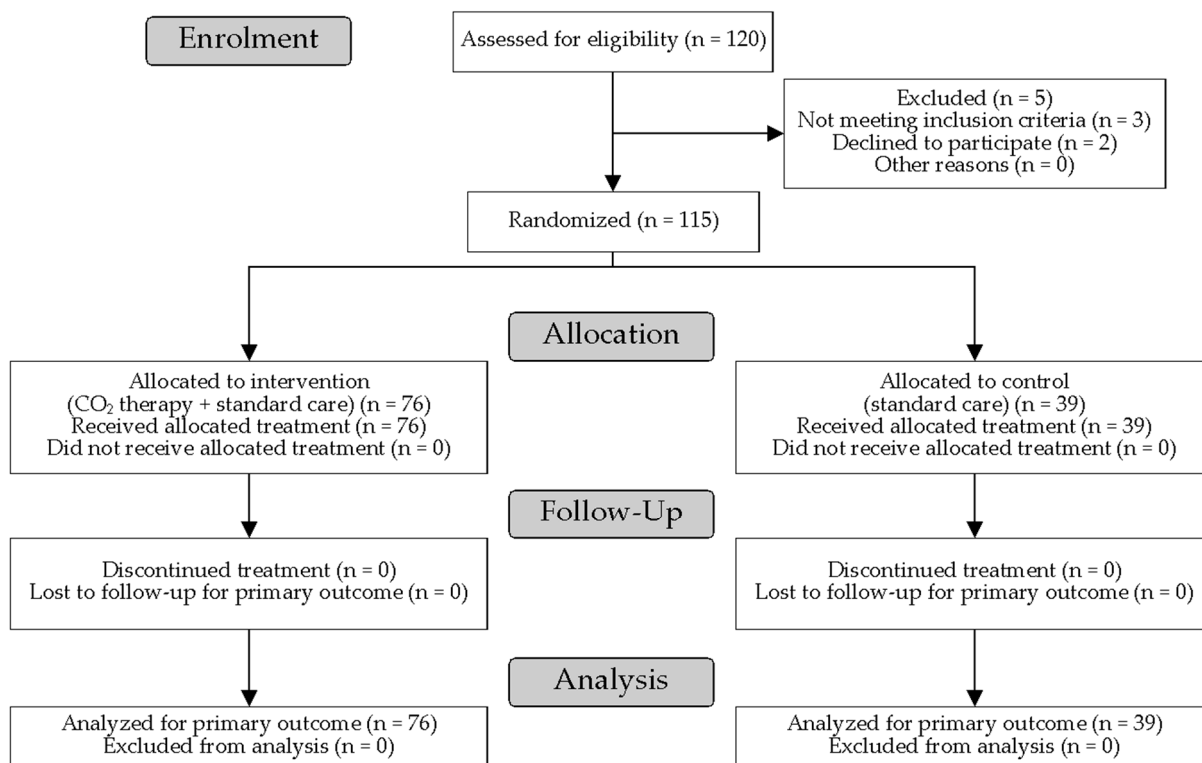 Enrolment
Assessed for eligibility (n = 120)
Excluded (n = 5)
Not meeting inclusion criteria (n = 3)
Declined to participate (n = 2)
Other reasons (n = 0)
Randomized (n = 115)
Allocation
Allocated to intervention
(CO₂ therapy + standard care) (n = 76)
Received allocated treatment (n = 76)
Did not receive allocated treatment (n = 0)
Allocated to control
(standard care) (n = 39)
Received allocated treatment (n = 39)
Did not receive allocated treatment (n = 0)
Follow-Up
Discontinued treatment (n = 0)
Lost to follow-up for primary outcome (n = 0)
Discontinued treatment (n = 0)
Lost to follow-up for primary outcome (n = 0)
Analysis
Analyzed for primary outcome (n = 76)
Excluded from analysis (n = 0)
Analyzed for primary outcome (n = 39)
Excluded from analysis (n = 0)